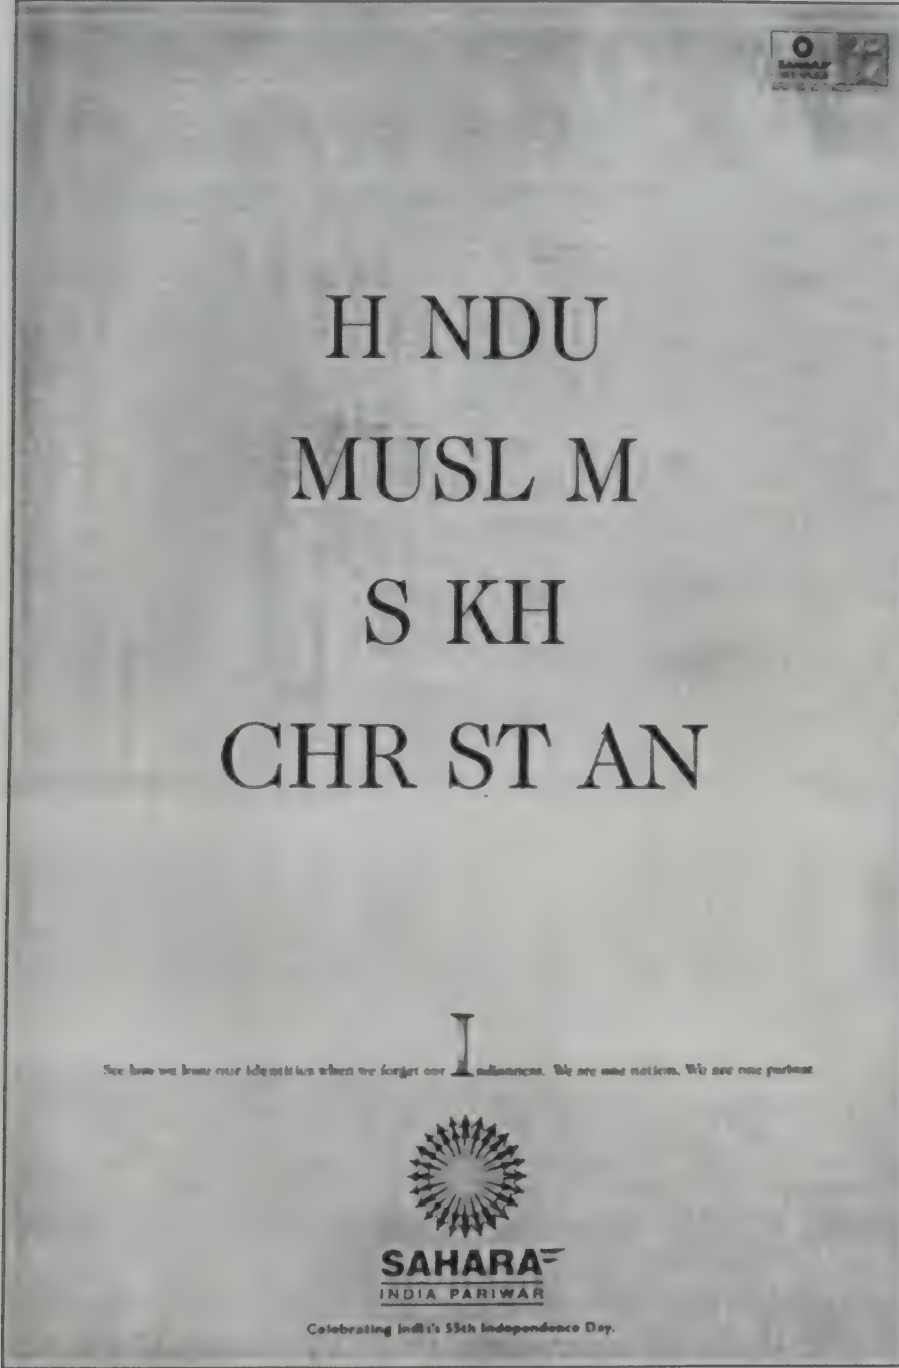 SAHARA
H NDU
MUSL M
S KH
CHR ST AN
See how we lose our identities when we forget our Indianness. We are one nation. We are one parivar.
SAHARA
INDIA PARIWAR
Celebrating India's 55th Independence Day.